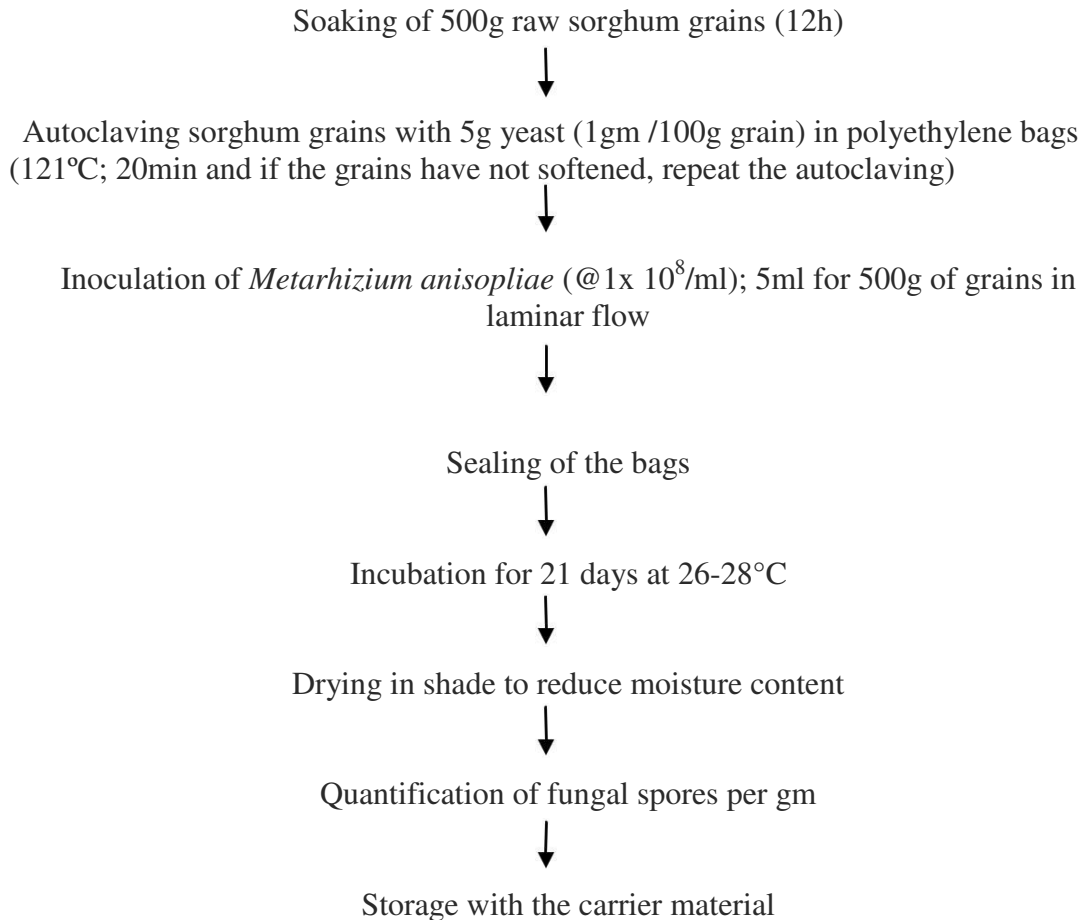 Soaking of 500g raw sorghum grains (12h)
Autoclaving sorghum grains with 5g yeast (1gm /100g grain) in polyethylene bags
(121ºC; 20min and if the grains have not softened, repeat the autoclaving)
Inoculation of Metarhizium anisopliae (@1x 10⁸/ml); 5ml for 500g of grains in
laminar flow
Sealing of the bags
Incubation for 21 days at 26-28°C
Drying in shade to reduce moisture content
Quantification of fungal spores per gm
Storage with the carrier material